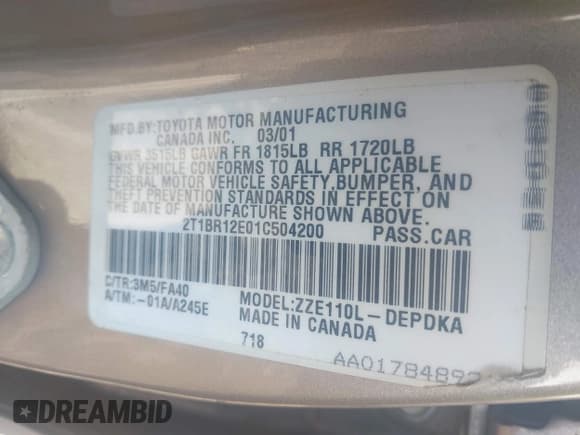 MFD.BY:TOYOTA MOTOR MANUFACTURING
CANADA INC. 03/01
GVWR 3515LB GAWR FR 1815LB RR 1720LB
THIS VEHICLE CONFORMS TO ALL APPLICABLE
FEDERAL MOTOR VEHICLE SAFETY,BUMPER, AND
THEFT PREVENTION STANDARDS IN EFFECT ON
THE DATE OF MANUFACTURE SHOWN ABOVE.
2T1BR12E01C504200 PASS.CAR
C/TR:3M5/FA40
A/TM:-01A/A245E
MODEL:ZZE110L-DEPDKA
MADE IN CANADA
718
DREAMBID